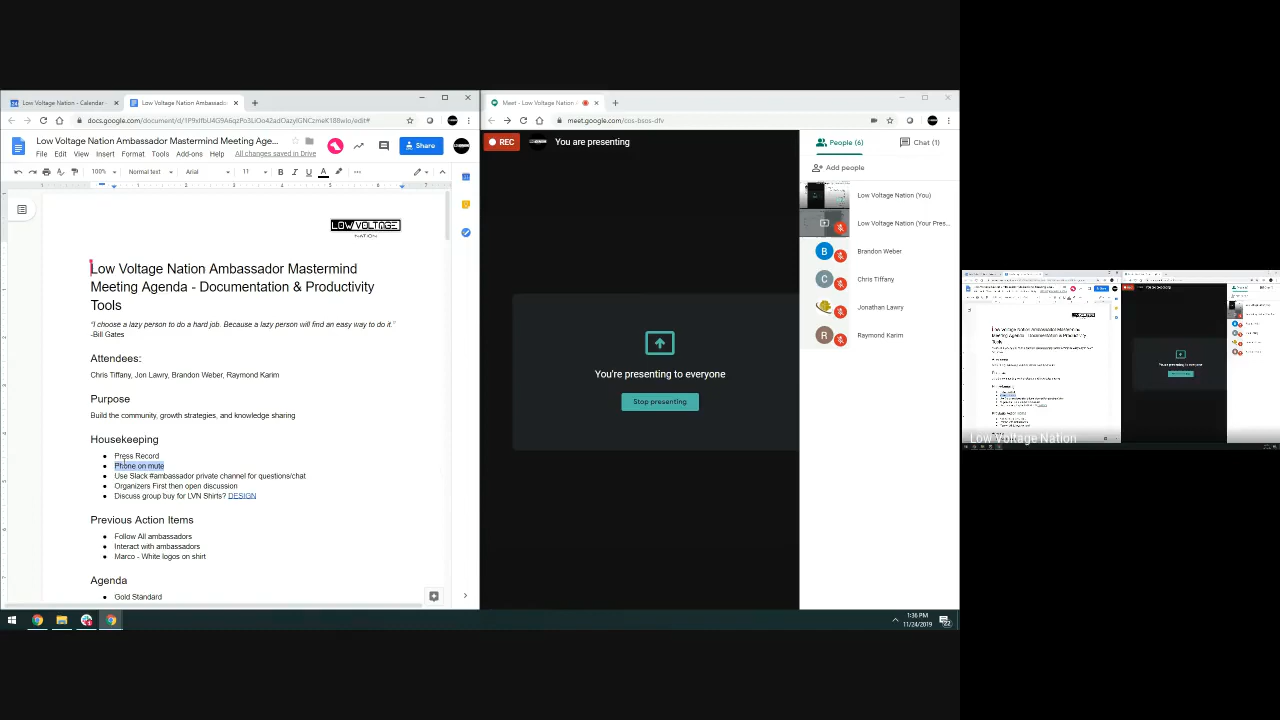 Low Voltage Nation - Calendar
Low Voltage Nation Ambassado
Low Voltage Nation Ambassador Mastermind Meeting Age...
File Edit View Insert Format Tools Add-ons Help All changes saved in Drive
Share
100% Normal text Arial 11 B I U A
LOW VOLTAGE
NATION
Low Voltage Nation Ambassador Mastermind
Meeting Agenda - Documentation & Productivity
Tools
"I choose a lazy person to do a hard job. Because a lazy person will find an easy way to do it."
-Bill Gates
Attendees:
Chris Tiffany, Jon Lawry, Brandon Weber, Raymond Karim
Purpose
Build the community, growth strategies, and knowledge sharing
Housekeeping
● Press Record
● Phone on mute
● Use Slack #ambassador private channel for questions/chat
● Organizers First then open discussion
● Discuss group buy for LVN Shirts? DESIGN
Previous Action Items
● Follow All ambassadors
● Interact with ambassadors
● Marco - White logos on shirt
Agenda
● Gold Standard
Meet - Low Voltage Nation
meet.google.com/cos-bsos-dfv
REC
You are presenting
You're presenting to everyone
Stop presenting
People (6)
Chat (1)
Add people
Low Voltage Nation (You)
Low Voltage Nation (Your Pres...
B Brandon Weber
C Chris Tiffany
Jonathan Lawry
R Raymond Karim
1:36 PM
11/24/2019
Low Voltage Nation